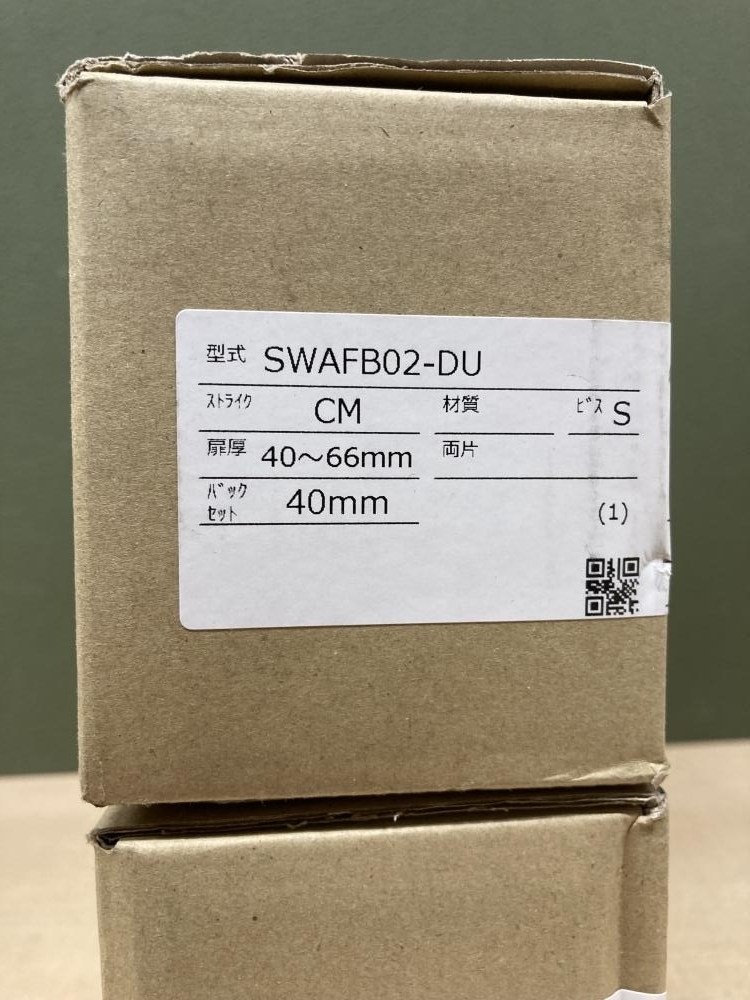 型式 SWAFB02-DU
ｽﾄﾗｲｸ CM 材質 ﾋﾞｽ S
扉厚 40～66mm 両片
ﾊﾞｯｸ
ｾｯﾄ 40mm
(1)